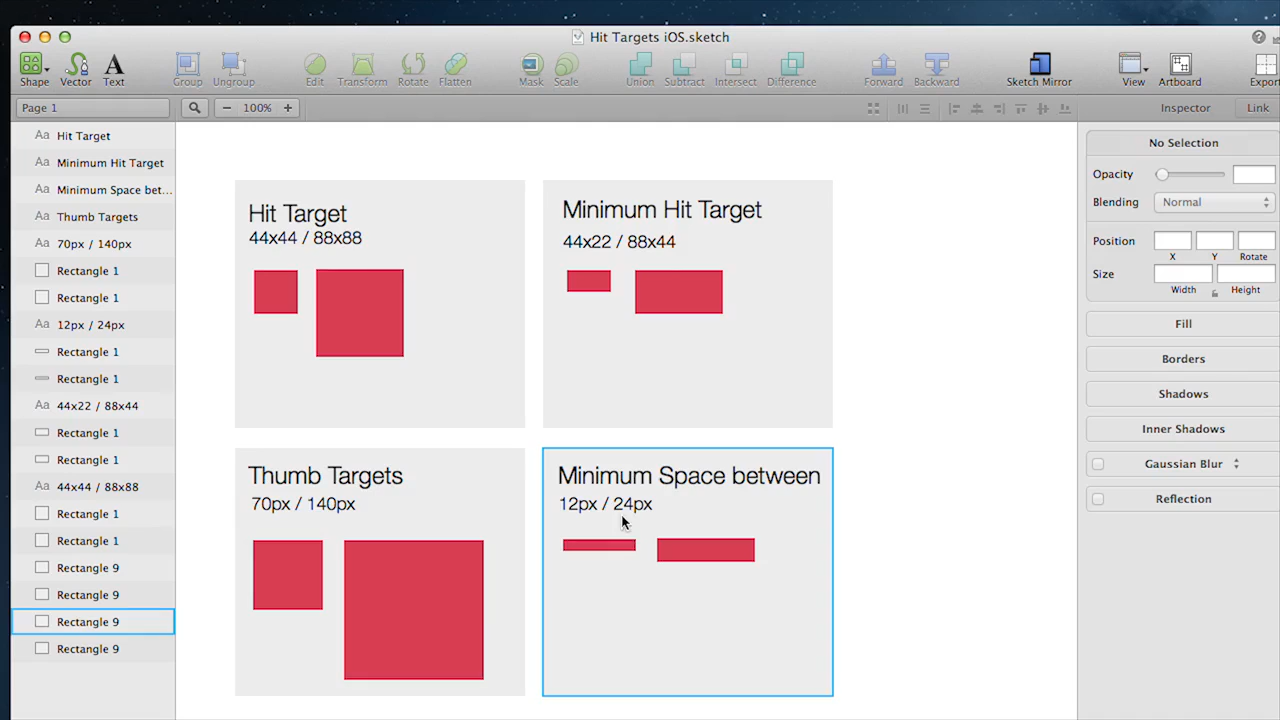 Hit Targets iOS.sketch
Shape Vector Text Group Ungroup Edit Transform Rotate Flatten Mask Scale Union Subtract Intersect Difference Forward Backward Sketch Mirror View Artboard Export
Page 1
100%
Inspector
Link
Hit Target
Minimum Hit Target
Minimum Space bet...
Thumb Targets
70px / 140px
Rectangle 1
Rectangle 1
12px / 24px
Rectangle 1
Rectangle 1
44x22 / 88x44
Rectangle 1
Rectangle 1
44x44 / 88x88
Rectangle 1
Rectangle 1
Rectangle 9
Rectangle 9
Rectangle 9
Rectangle 9
Hit Target
44x44 / 88x88
Minimum Hit Target
44x22 / 88x44
Thumb Targets
70px / 140px
Minimum Space between
12px / 24px
No Selection
Opacity
Blending
Normal
Position
X
Y
Rotate
Size
Width
Height
Fill
Borders
Shadows
Inner Shadows
Gaussian Blur
Reflection